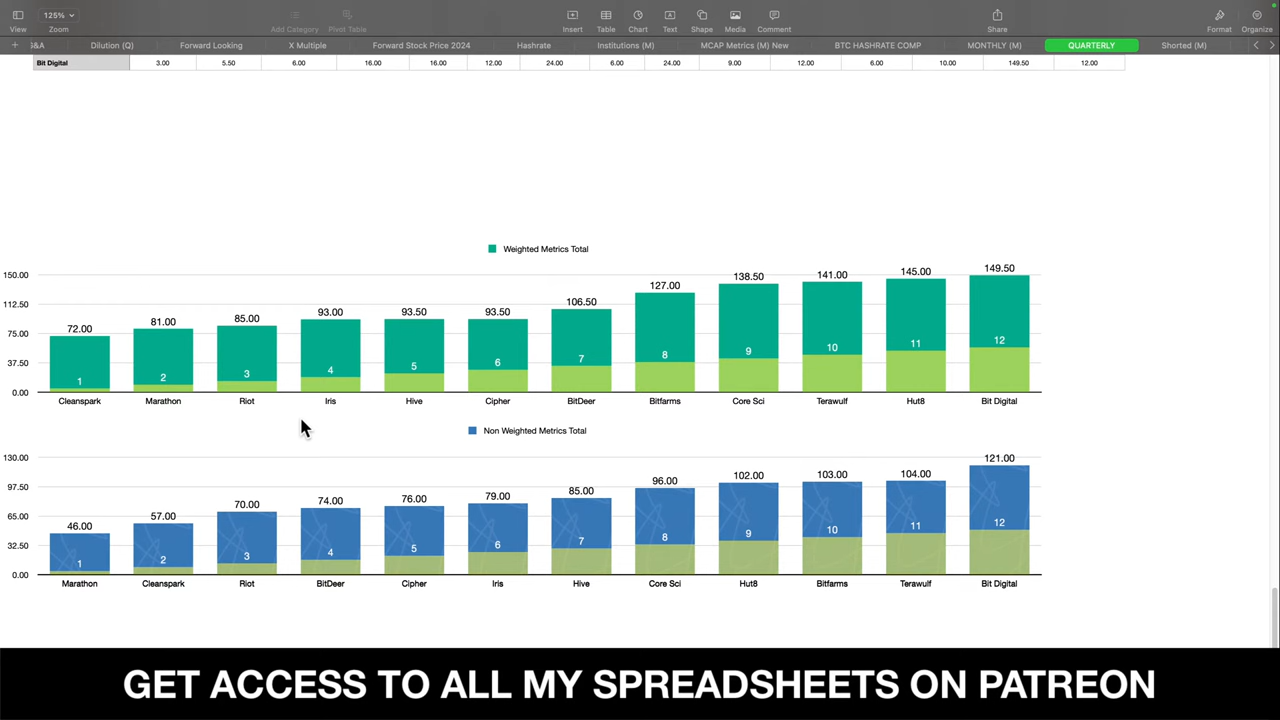 125%
View
Zoom
Add Category
Pivot Table
Insert
Table
Chart
Text
Shape
Media
Comment
Share
Format
Organize
S&A
Dilution (Q)
Forward Looking
X Multiple
Forward Stock Price 2024
Hashrate
Institutions (M)
MCAP Metrics (M) New
BTC HASHRATE COMP
MONTHLY (M)
QUARTERLY
Shorted (M)
Bit Digital 3.00 5.50 6.00 16.00 16.00 12.00 24.00 6.00 24.00 9.00 12.00 6.00 10.00 149.50 12.00
Weighted Metrics Total
150.00
112.50
75.00
37.50
0.00
72.00 81.00 85.00 93.00 93.50 93.50 106.50 127.00 138.50 141.00 145.00 149.50
1 2 3 4 5 6 7 8 9 10 11 12
Cleanspark Marathon Riot Iris Hive Cipher BitDeer Bitfarms Core Sci Terawulf Hut8 Bit Digital
Non Weighted Metrics Total
130.00
97.50
65.00
32.50
0.00
46.00 57.00 70.00 74.00 76.00 79.00 85.00 96.00 102.00 103.00 104.00 121.00
1 2 3 4 5 6 7 8 9 10 11 12
Marathon Cleanspark Riot BitDeer Cipher Iris Hive Core Sci Hut8 Bitfarms Terawulf Bit Digital
GET ACCESS TO ALL MY SPREADSHEETS ON PATREON